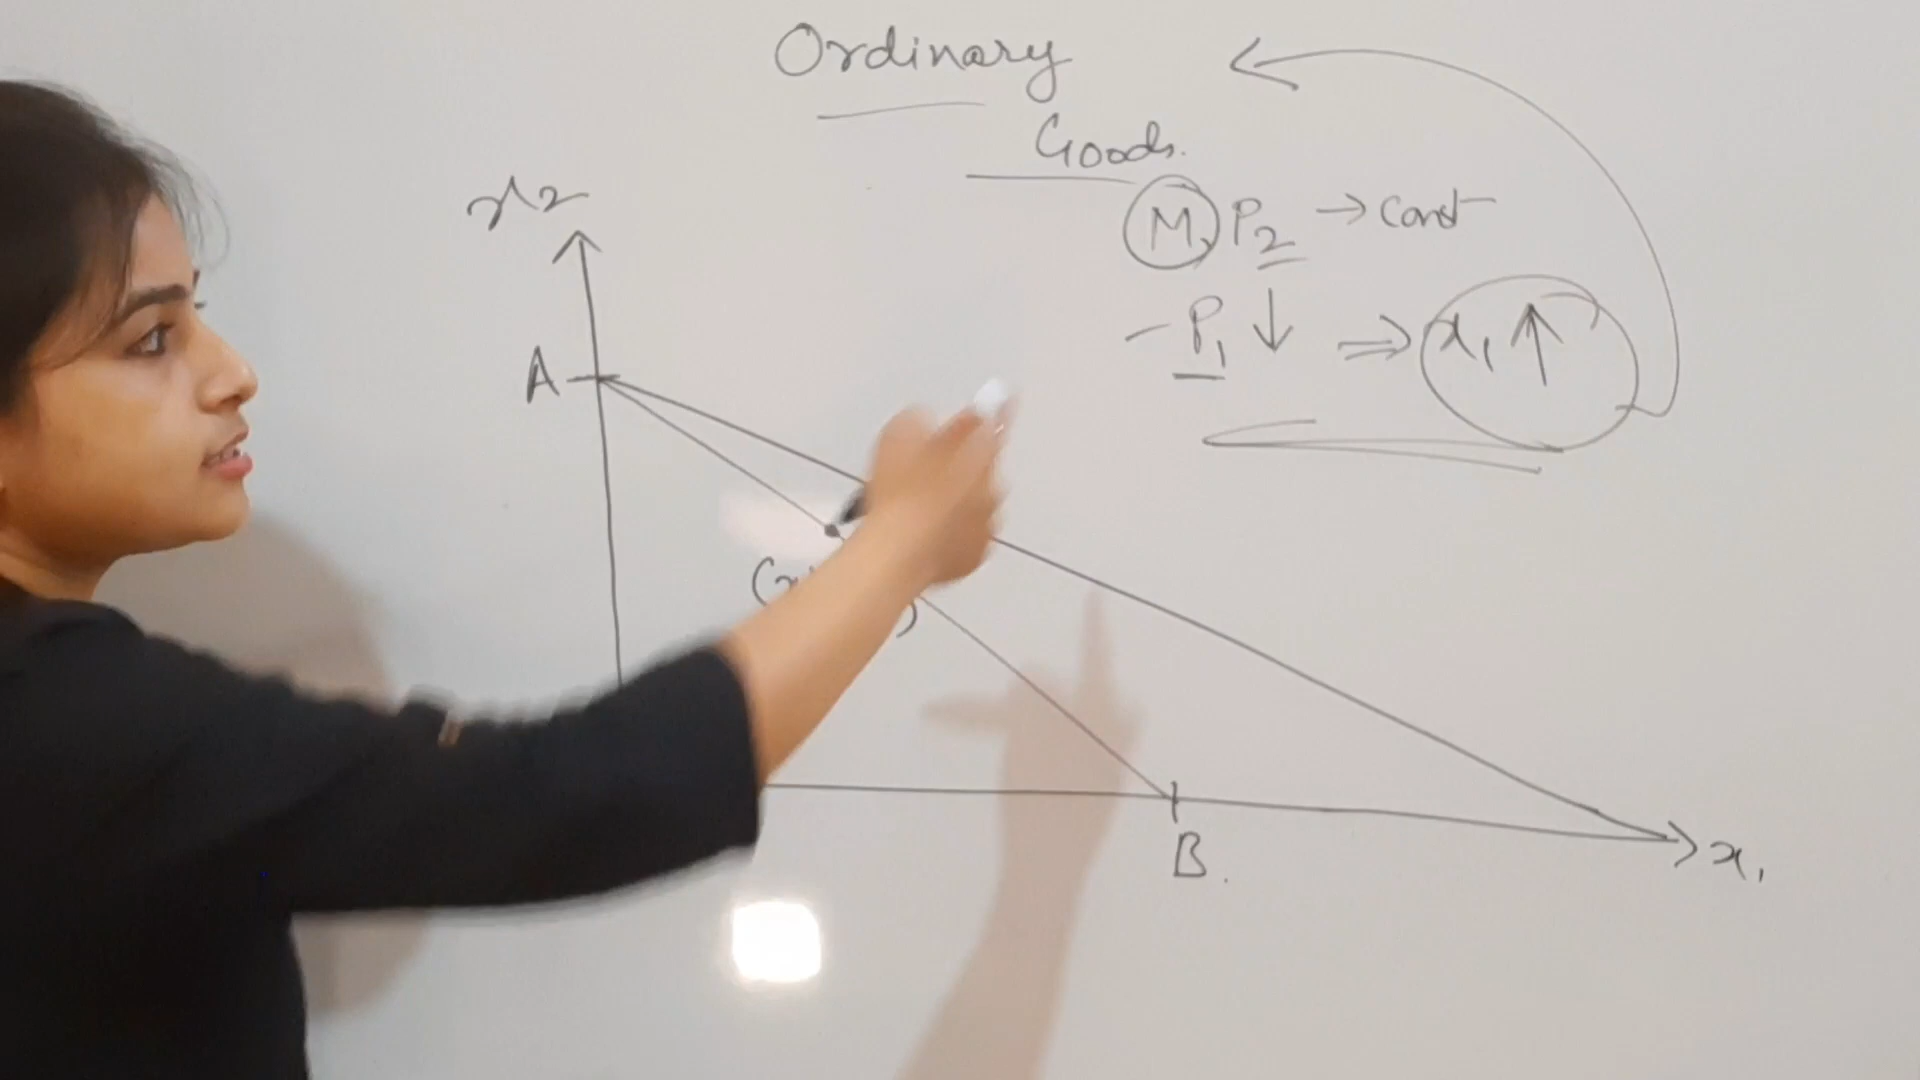 Ordinary
Goods.
M, P2 → Const
- P1 ↓ ⇒ x1 ↑
x2
A
B.
x1